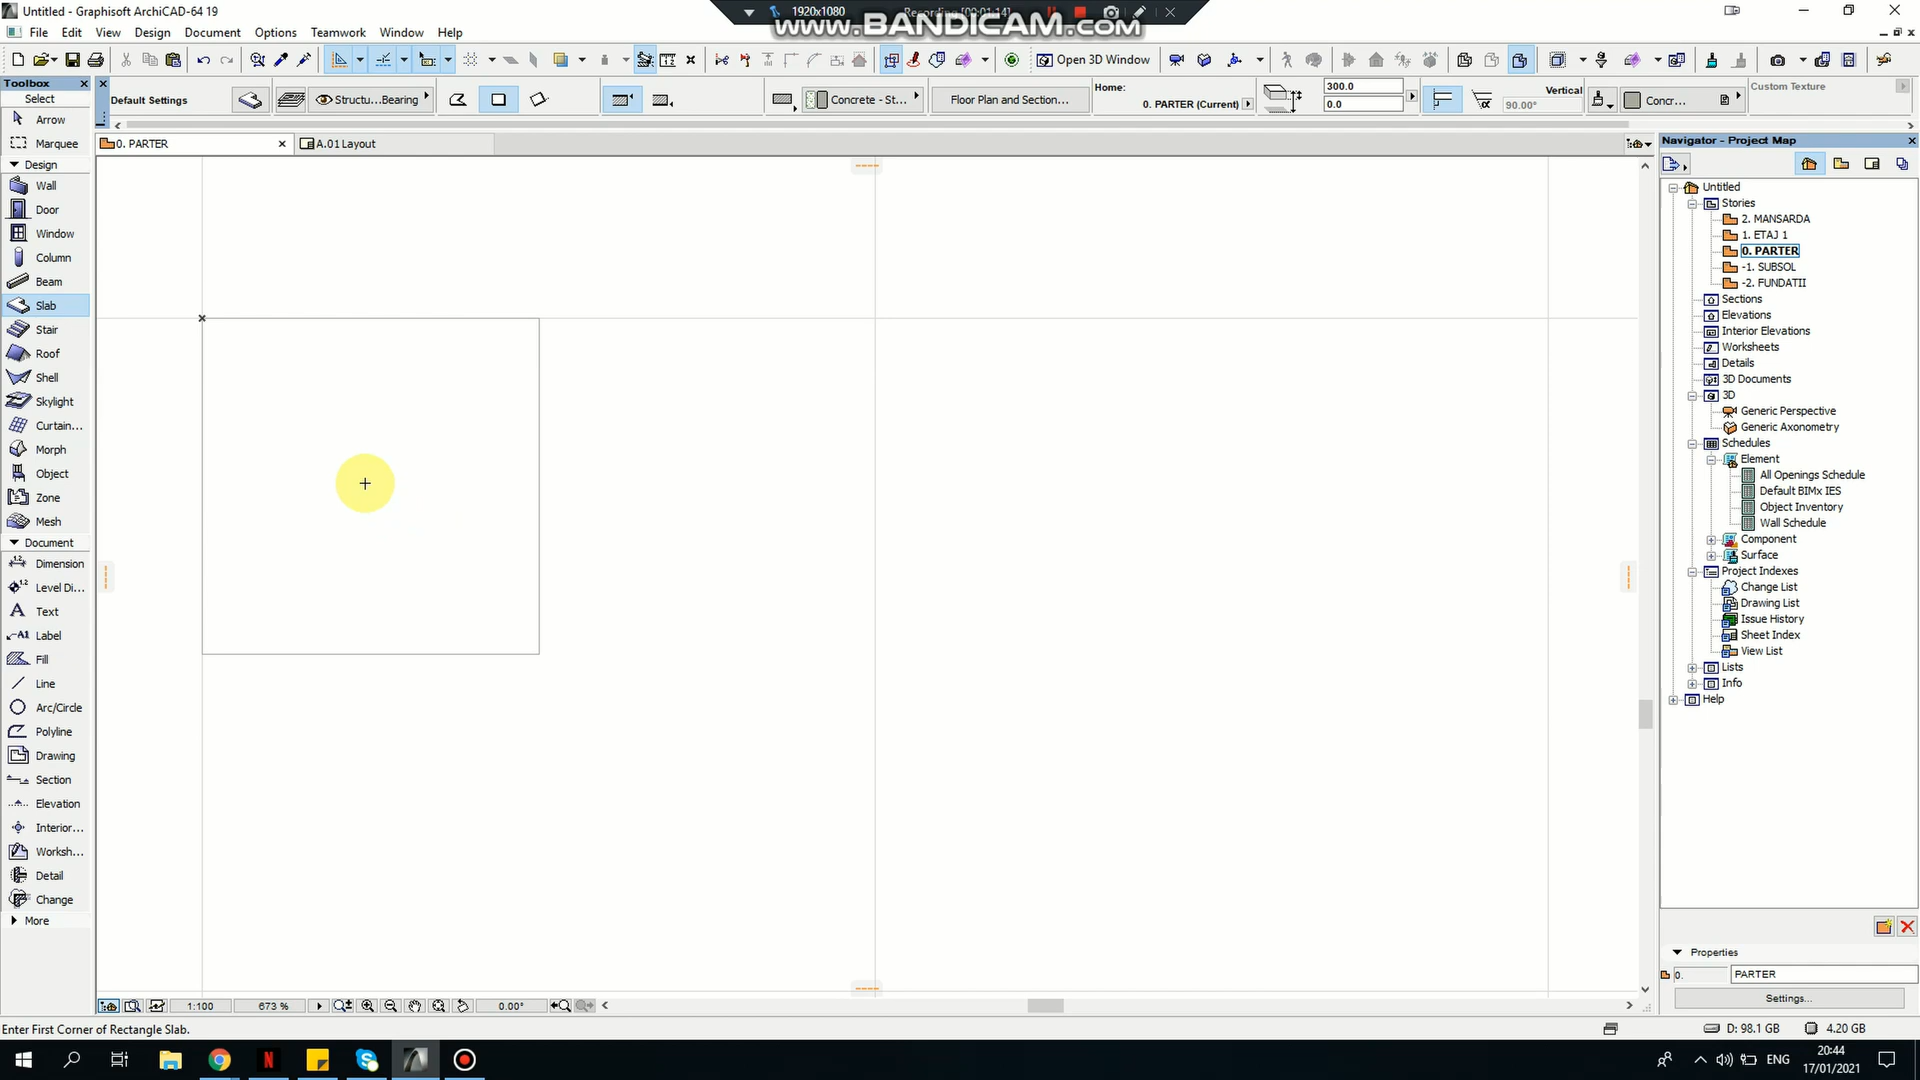 Untitled - Graphisoft ArchiCAD-64 19
1920x1080
Recording [00:01:14]
www.BANDICAM.com
File Edit View Design Document Options Teamwork Window Help
Open 3D Window
Toolbox
Select
Arrow
Marquee
Design
Wall
Door
Window
Column
Beam
Slab
Stair
Roof
Shell
Skylight
Curtain...
Morph
Object
Zone
Mesh
Document
Dimension
Level Di...
Text
Label
Fill
Line
Arc/Circle
Polyline
Drawing
Section
Elevation
Interior...
Worksh...
Detail
Change
More
Default Settings
Structu...Bearing
Concrete - St...
Floor Plan and Section...
Home:
0. PARTER (Current)
300.0
0.0
Vertical
90.00°
Concr...
Custom Texture
0. PARTER
A.01 Layout
Navigator - Project Map
Untitled
Stories
2. MANSARDA
1. ETAJ 1
0. PARTER
-1. SUBSOL
-2. FUNDATII
Sections
Elevations
Interior Elevations
Worksheets
Details
3D Documents
3D
Generic Perspective
Generic Axonometry
Schedules
Element
All Openings Schedule
Default BIMx IES
Object Inventory
Wall Schedule
Component
Surface
Project Indexes
Change List
Drawing List
Issue History
Sheet Index
View List
Lists
Info
Help
Properties
0. PARTER
Settings...
1:100 673 % 0.00°
Enter First Corner of Rectangle Slab.
D: 98.1 GB 4.20 GB
ENG
20:44
17/01/2021